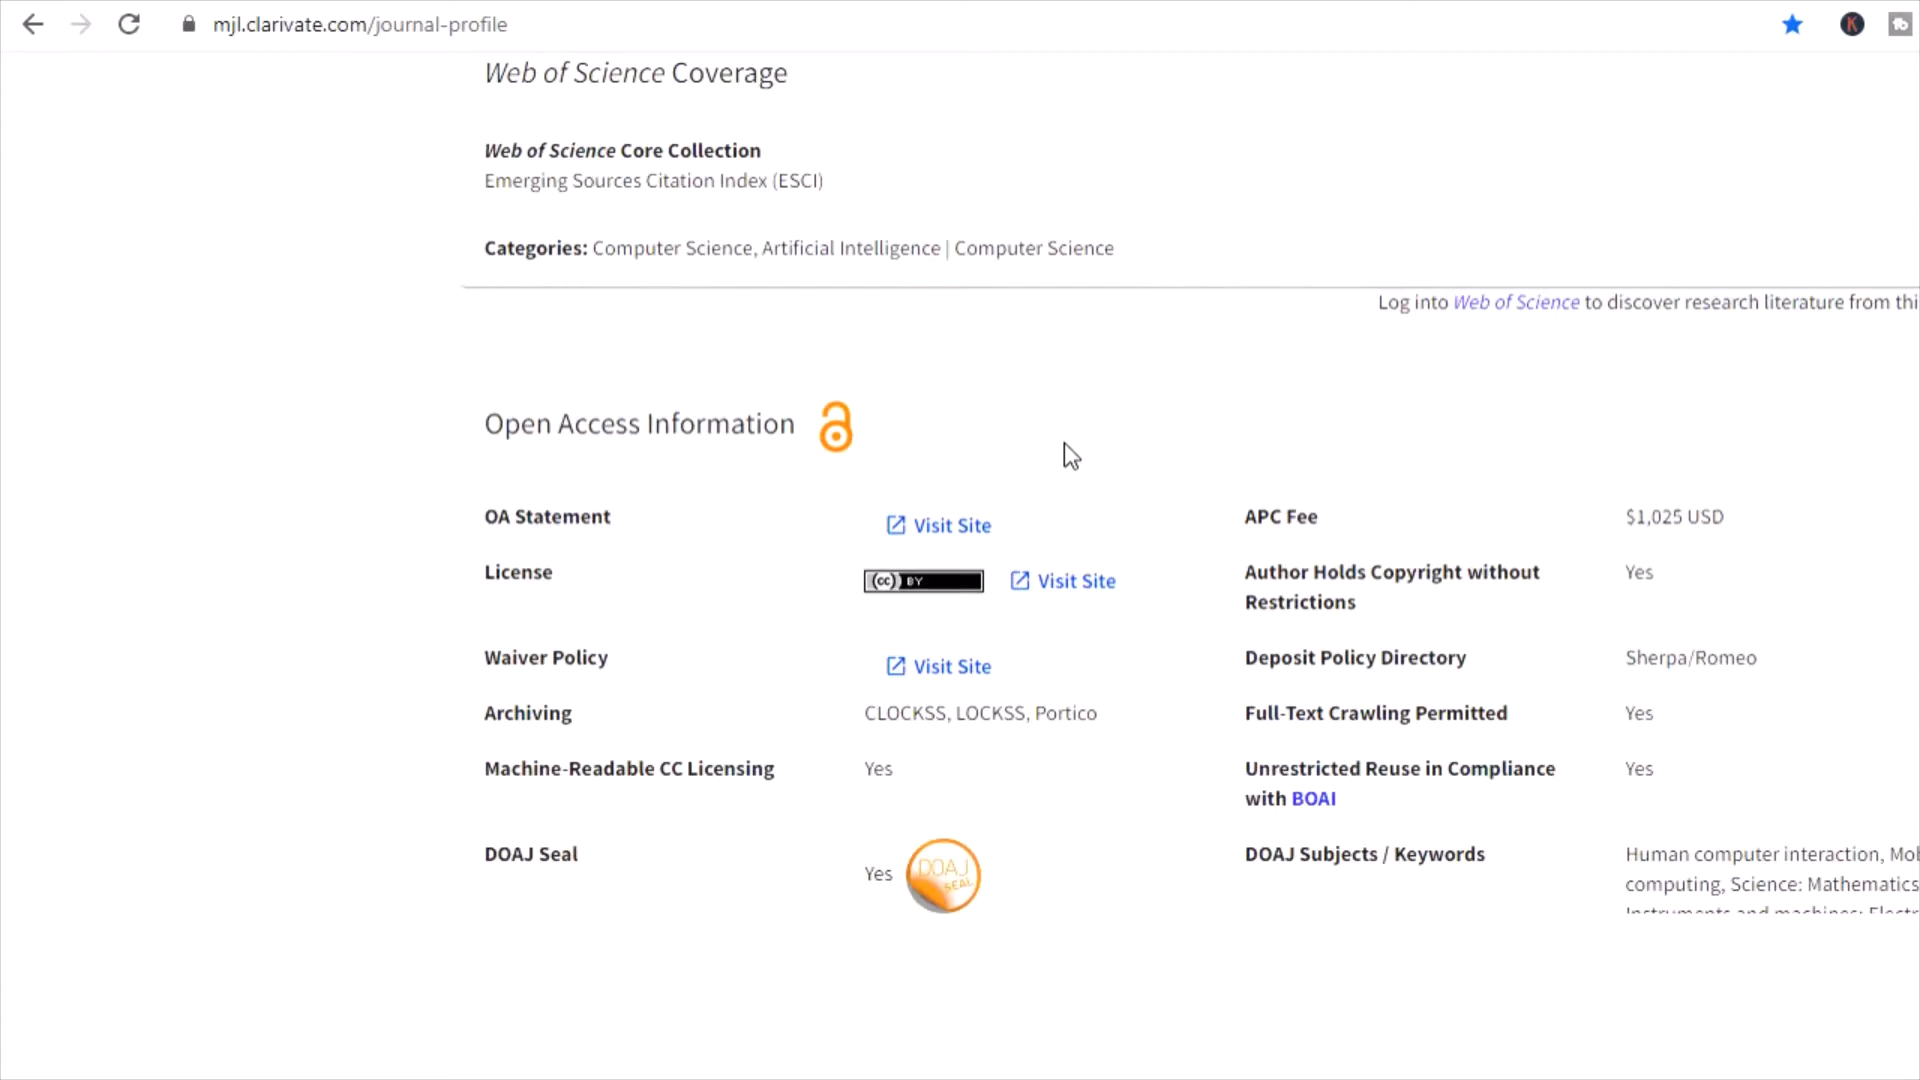 mjl.clarivate.com/journal-profile
K
Web of Science Coverage
Web of Science Core Collection
Emerging Sources Citation Index (ESCI)
Categories: Computer Science, Artificial Intelligence | Computer Science
Log into Web of Science to discover research literature from thi
Open Access Information
OA Statement Visit Site APC Fee $1,025 USD
License (cc) BY Visit Site Author Holds Copyright without Yes
Restrictions
Waiver Policy Visit Site Deposit Policy Directory Sherpa/Romeo
Archiving CLOCKSS, LOCKSS, Portico Full-Text Crawling Permitted Yes
Machine-Readable CC Licensing Yes Unrestricted Reuse in Compliance Yes
with BOAI
DOAJ Seal Yes DOAJ SEAL DOAJ Subjects / Keywords Human computer interaction,
computing, Science: Mathematics